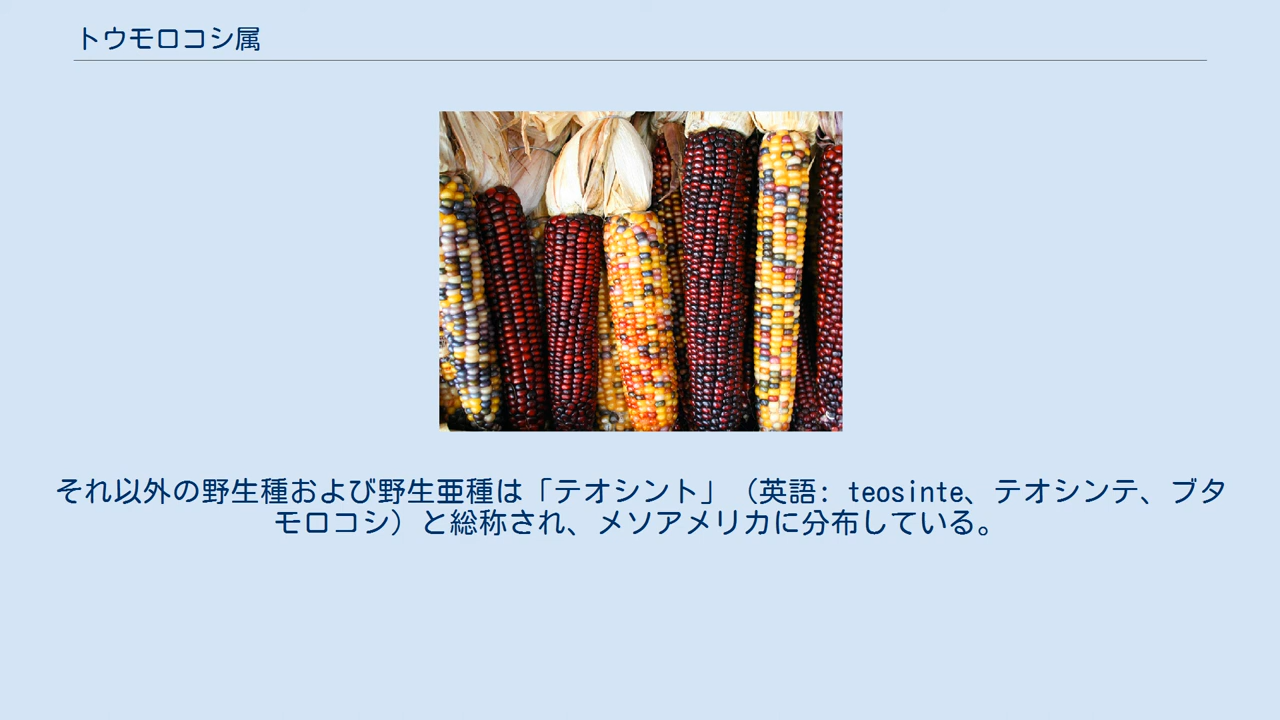 トウモロコシ属
それ以外の野生種および野生亜種は「テオシント」（英語: teosinte、テオシンテ、ブタ
モロコシ）と総称され、メソアメリカに分布している。